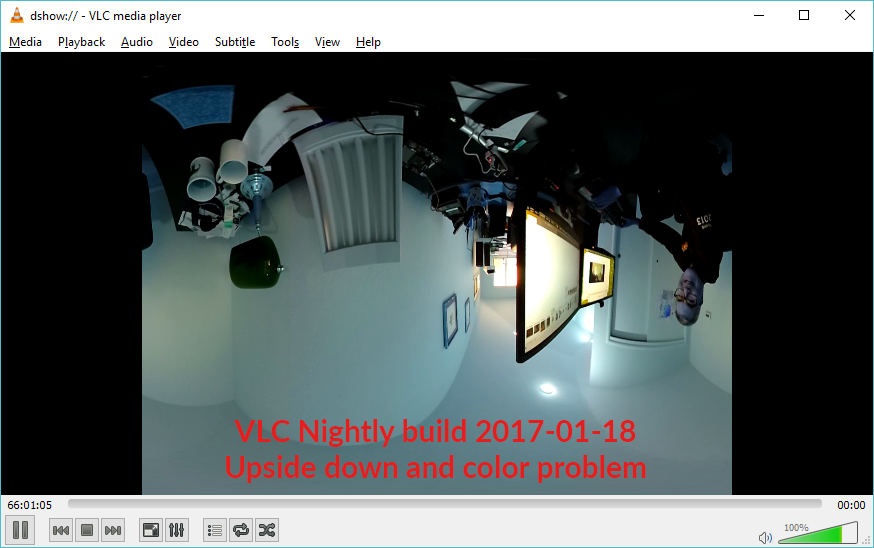 dshow:// - VLC media player
Media Playback Audio Video Subtitle Tools View Help
2013
VLC Nightly build 2017-01-18
Upside down and color problem
66:01:05 00:00
100%